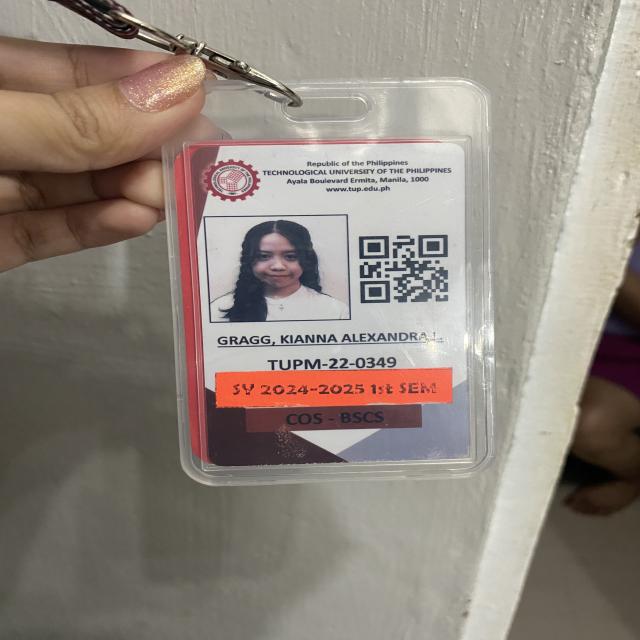 Republic of the Philippines
TECHNOLOGICAL UNIVERSITY OF THE PHILIPPINES
Ayala Boulevard Ermita, Manila, 1000
www.tup.edu.ph
GRAGG, KIANNA ALEXANDRA L.
TUPM-22-0349
SY 2024-2025 1st SEM
COS - BSCS